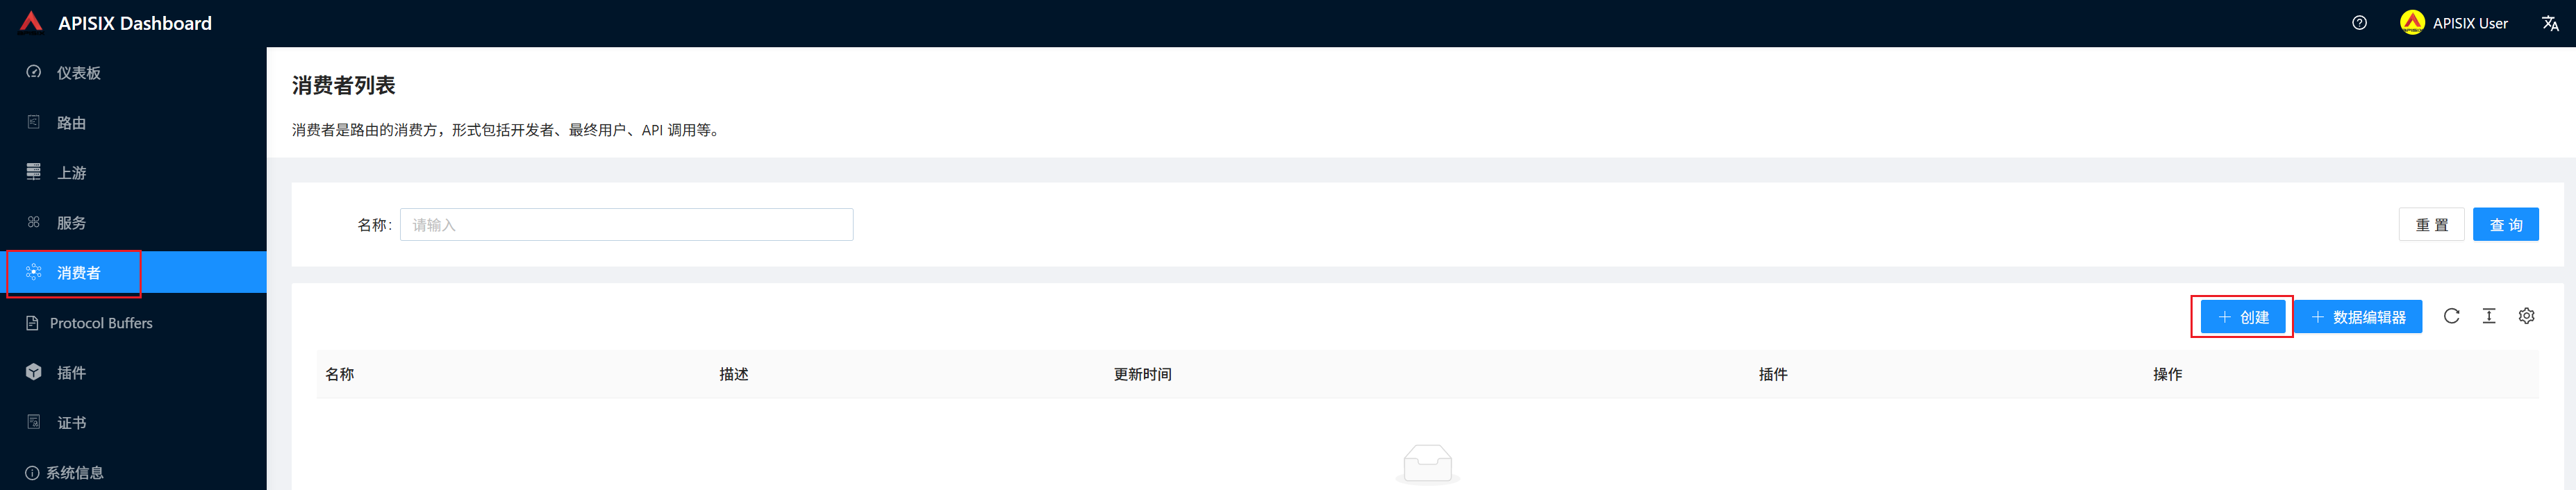 APISIX Dashboard
APISIX User
仪表板
路由
上游
服务
消费者
Protocol Buffers
插件
证书
系统信息
消费者列表
消费者是路由的消费方，形式包括开发者、最终用户、API 调用等。
名称: 请输入
重 置 查 询
创建 数据编辑器
名称 描述 更新时间 插件 操作